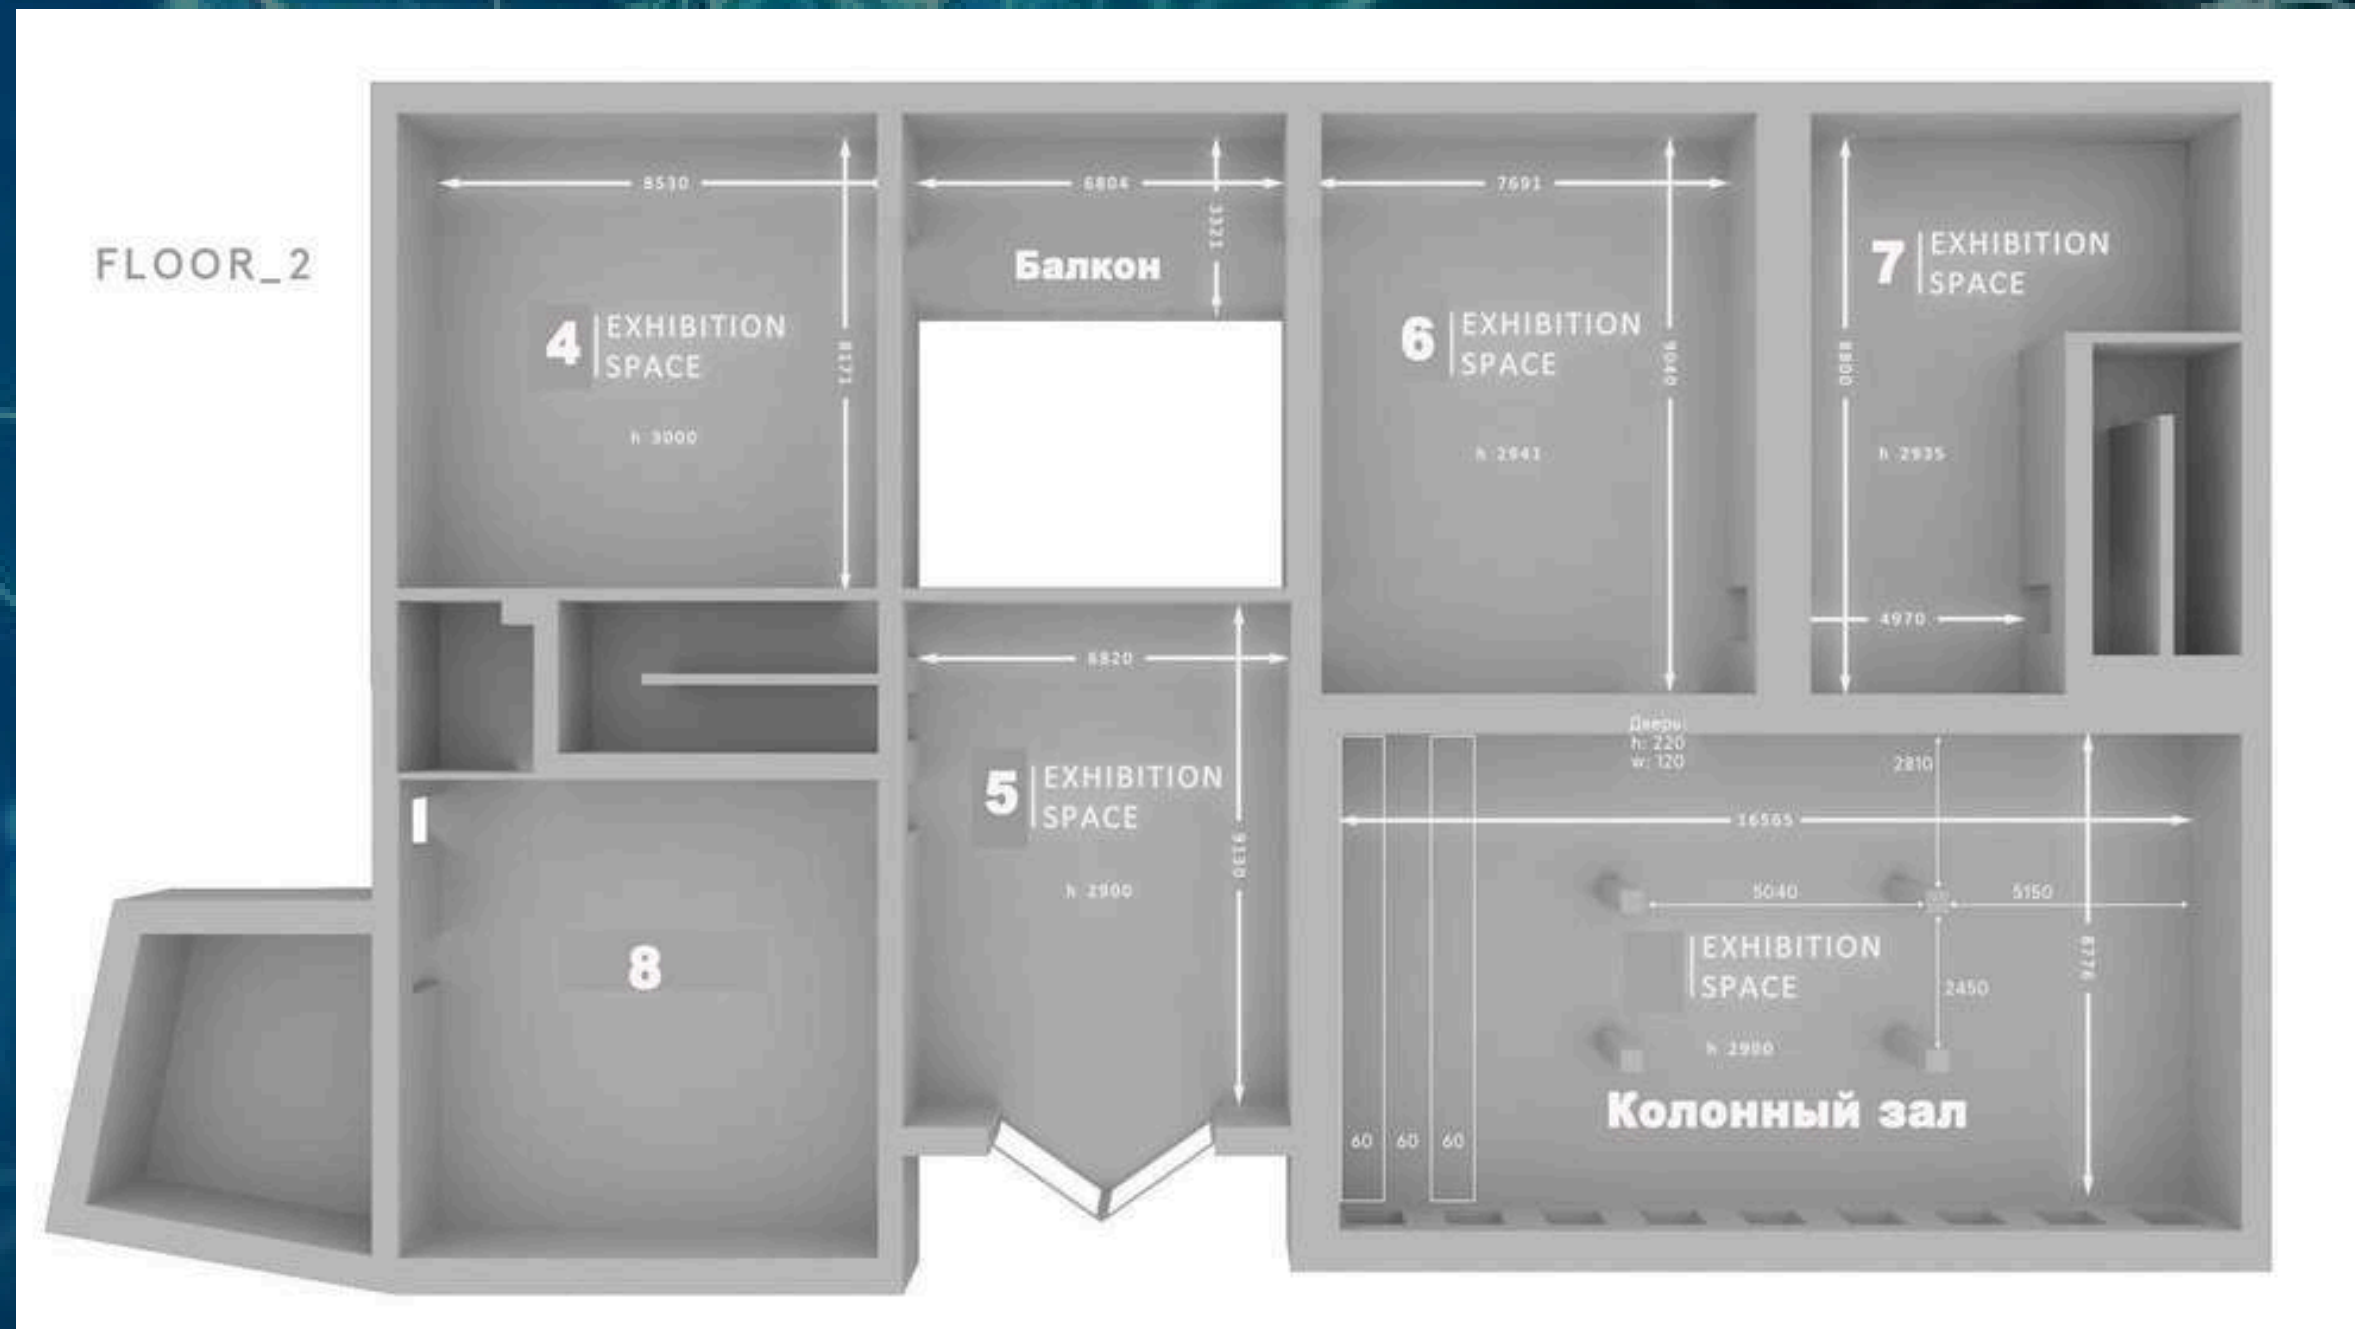 FLOOR_2
8530
8171
4
EXHIBITION
SPACE
h 3000
6804
3321
Балкон
7691
9040
6
EXHIBITION
SPACE
h 2943
8800
7
EXHIBITION
SPACE
h 2935
4970
6820
9130
5
EXHIBITION
SPACE
h 2900
8
Дверь:
h: 220
w: 120
2810
16565
5040
5150
8776
EXHIBITION
SPACE
2450
h 2900
Колонный зал
60
60
60